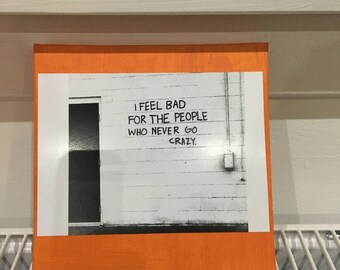 I FEEL BAD
FOR THE PEOPLE
WHO NEVER GO
CRAZY.